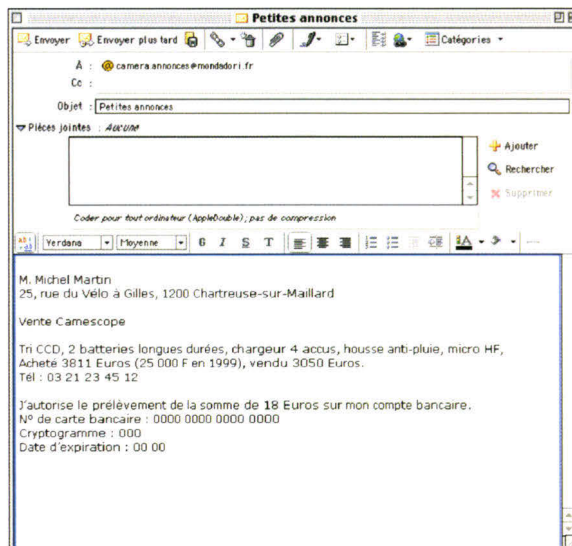 Petites annonces
Envoyer Envoyer plus tard Catégories
À : camera.annonces@mondadori.fr
Cc :
Objet : Petites annonces
Pièces jointes : Aucune
Ajouter
Rechercher
Supprimer
Coder pour tout ordinateur (AppleDouble); pas de compression
Verdana Moyenne G I S T
M. Michel Martin
25, rue du Vélo à Gilles, 1200 Chartreuse-sur-Maillard
Vente Camescope
Tri CCD, 2 batteries longues durées, chargeur 4 accus, housse anti-pluie, micro HF,
Acheté 3811 Euros (25 000 F en 1999), vendu 3050 Euros.
Tél : 03 21 23 45 12
J'autorise le prélèvement de la somme de 18 Euros sur mon compte bancaire.
N° de carte bancaire : 0000 0000 0000 0000
Cryptogramme : 000
Date d'expiration : 00 00